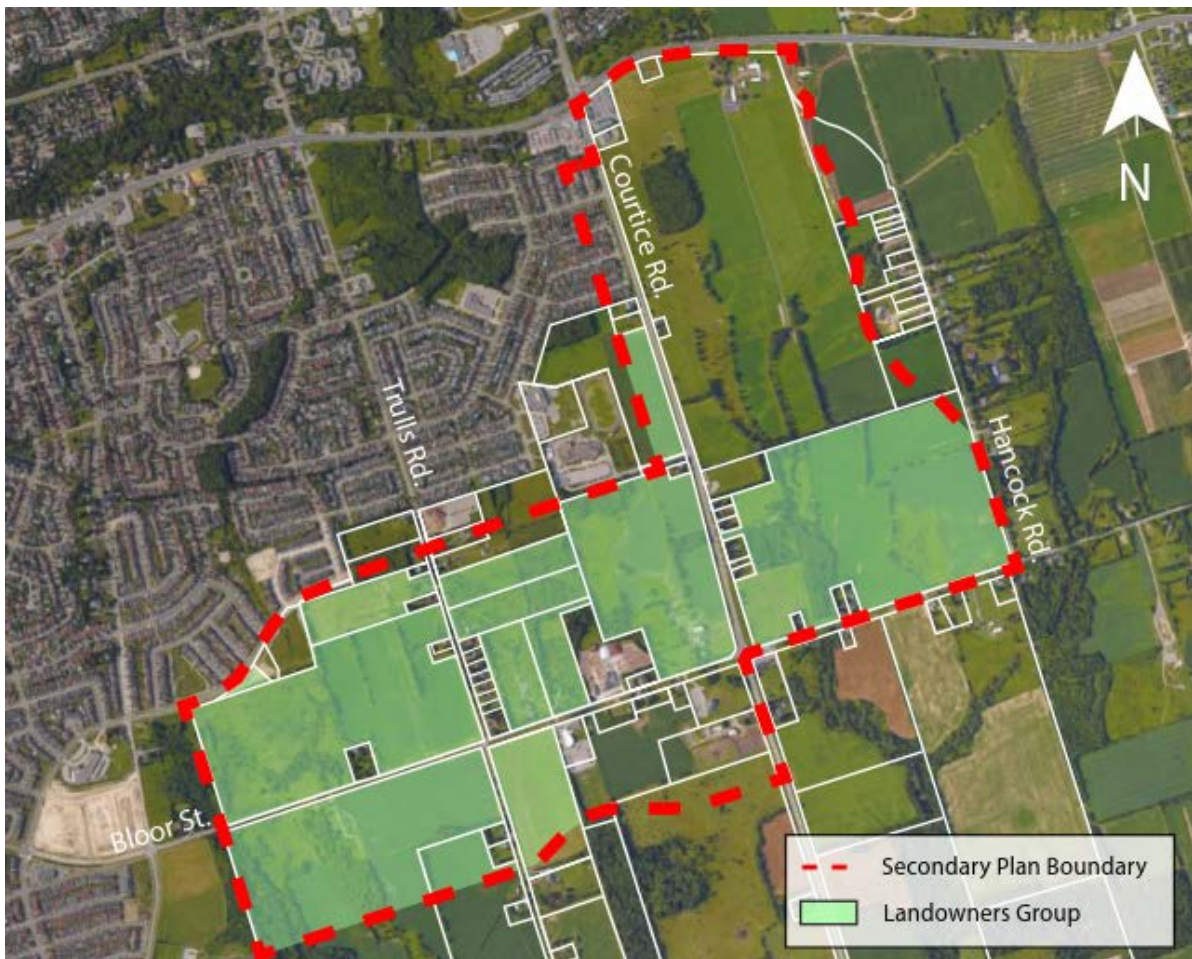 N
Courtice Rd.
Trulls Rd.
Hancock Rd.
Bloor St.
Secondary Plan Boundary
Landowners Group